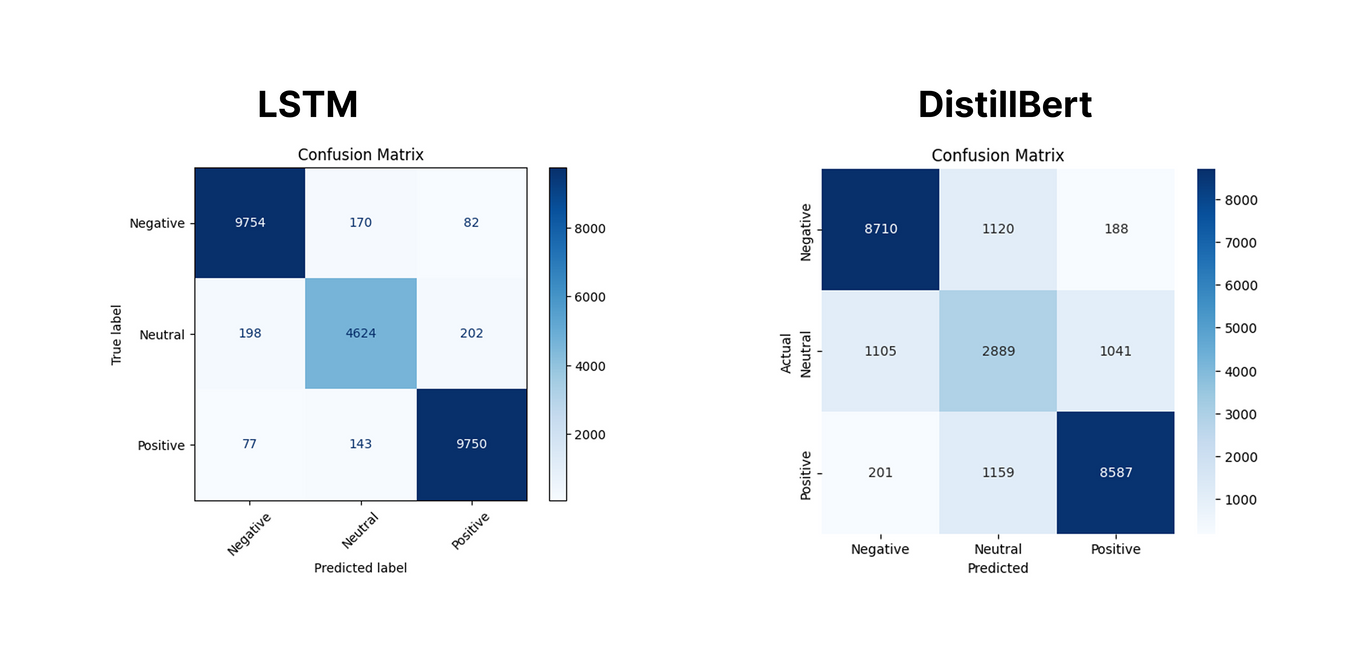 LSTM
Confusion Matrix
True label
Negative
Neutral
Positive
9754 170 82
198 4624 202
77 143 9750
Negative Neutral Positive
Predicted label
8000
6000
4000
2000
DistillBert
Confusion Matrix
Actual
Negative
Neutral
Positive
8710 1120 188
1105 2889 1041
201 1159 8587
Negative Neutral Positive
Predicted
8000
7000
6000
5000
4000
3000
2000
1000